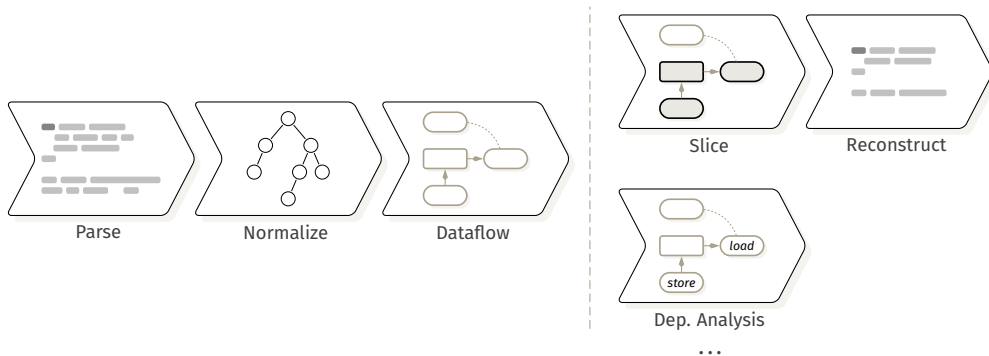 Parse
Normalize
Dataflow
Slice
Reconstruct
load
store
Dep. Analysis
...